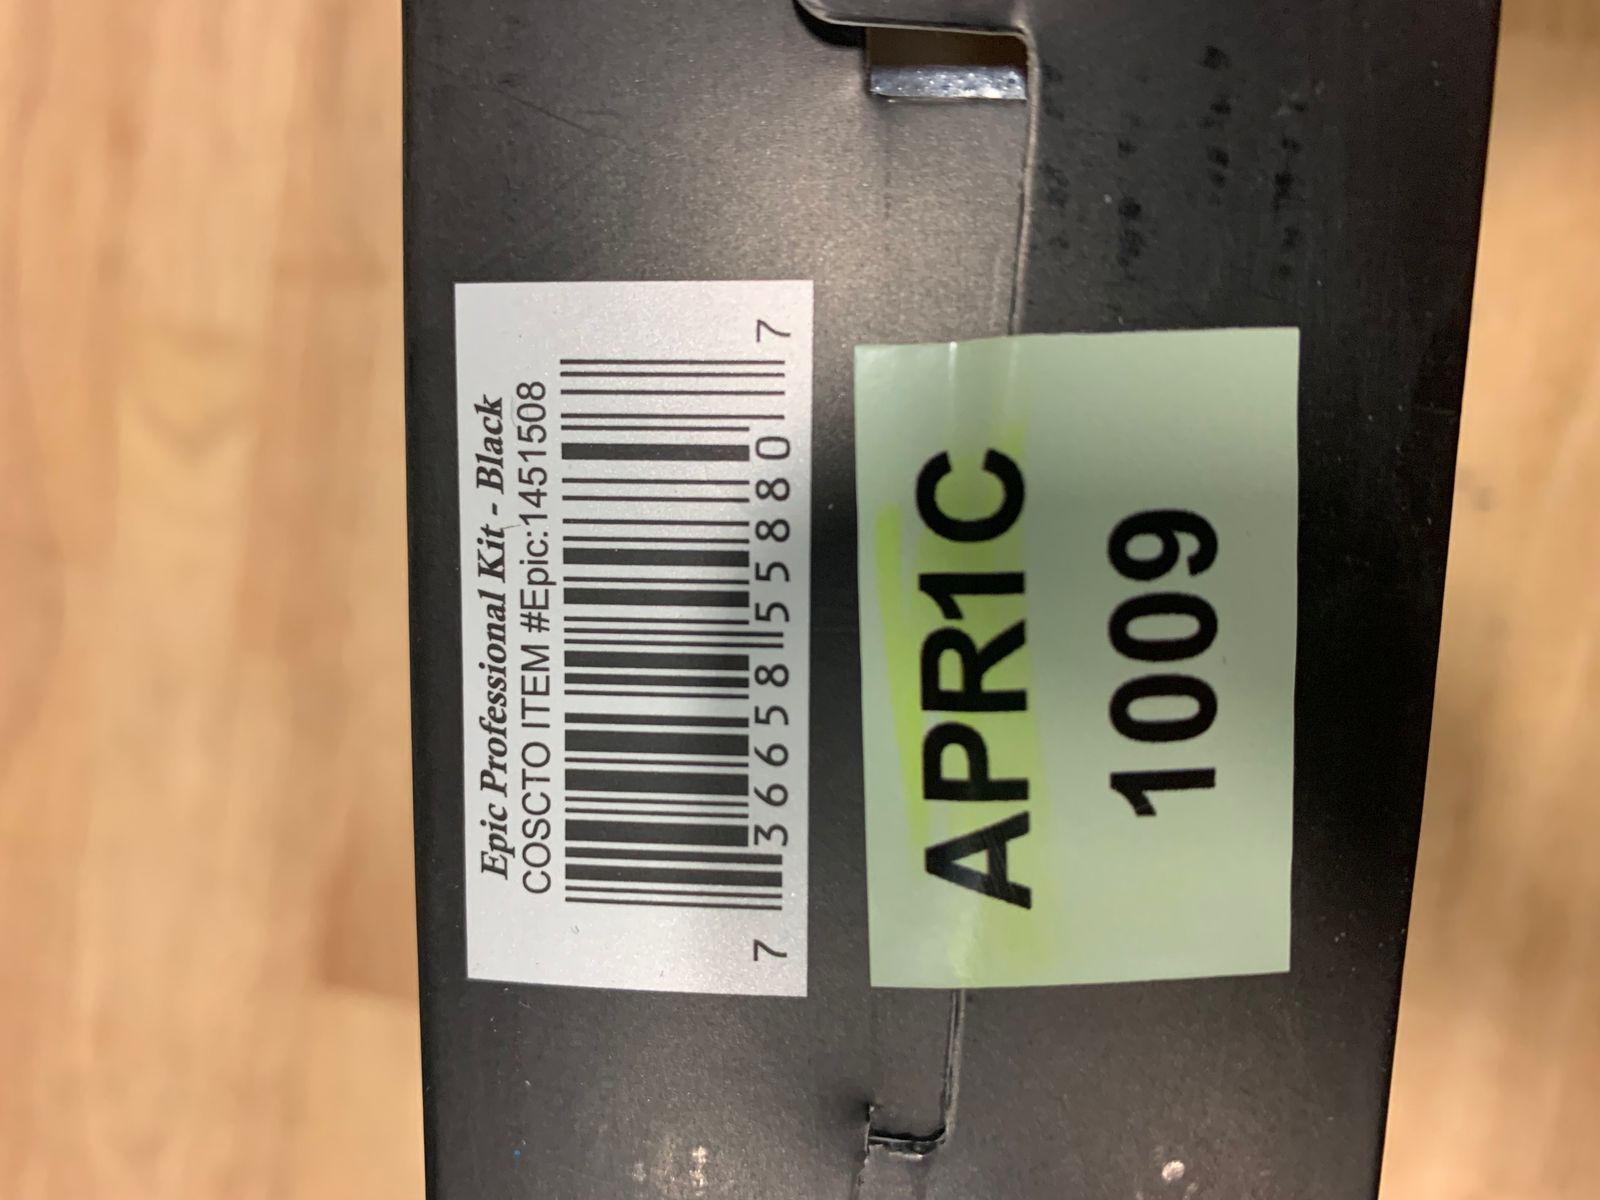 Epic Professional Kit - Black
COSCTO ITEM #Epic:1451508
7 36658 55880 7
APR1C
1009